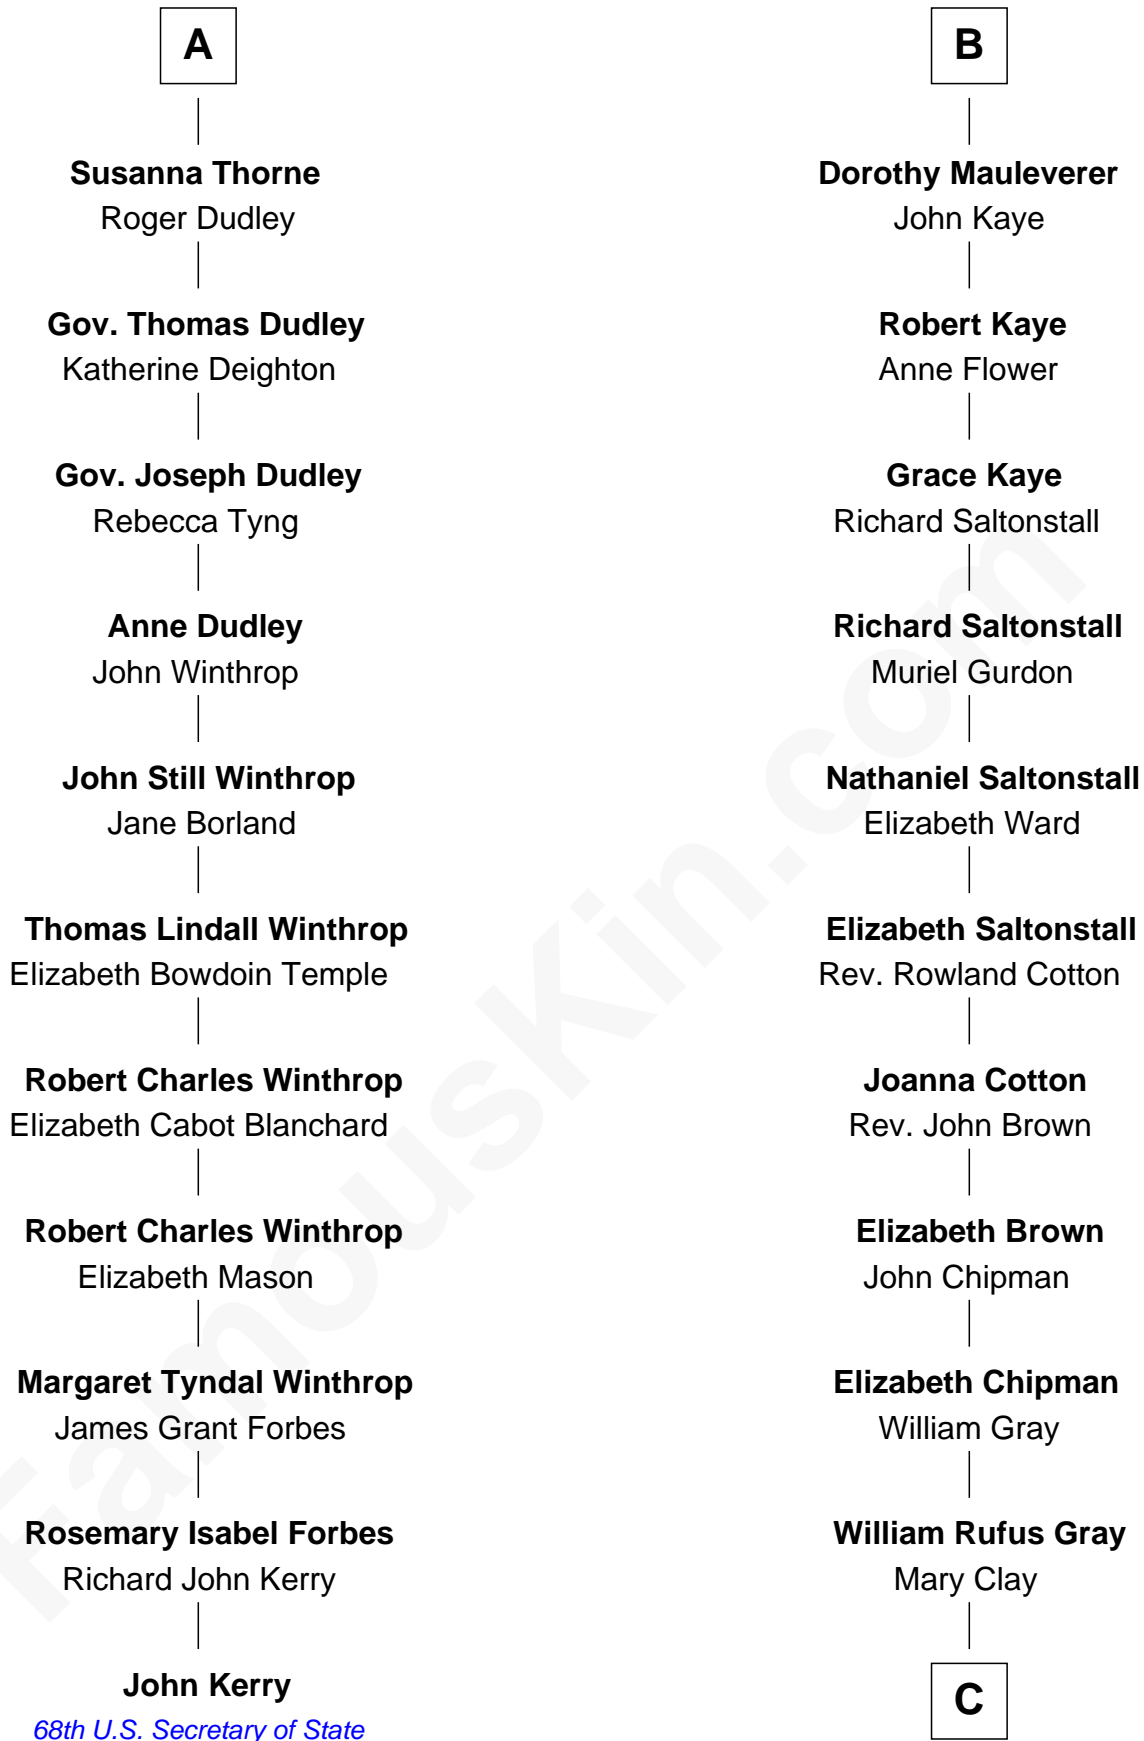 A
Susanna Thorne
Roger Dudley
Gov. Thomas Dudley
Katherine Deighton
Gov. Joseph Dudley
Rebecca Tyng
Anne Dudley
John Winthrop
John Still Winthrop
Jane Borland
Thomas Lindall Winthrop
Elizabeth Bowdoin Temple
Robert Charles Winthrop
Elizabeth Cabot Blanchard
Robert Charles Winthrop
Elizabeth Mason
Margaret Tyndal Winthrop
James Grant Forbes
Rosemary Isabel Forbes
Richard John Kerry
John Kerry
68th U.S. Secretary of State
B
Dorothy Mauleverer
John Kaye
Robert Kaye
Anne Flower
Grace Kaye
Richard Saltonstall
Richard Saltonstall
Muriel Gurdon
Nathaniel Saltonstall
Elizabeth Ward
Elizabeth Saltonstall
Rev. Rowland Cotton
Joanna Cotton
Rev. John Brown
Elizabeth Brown
John Chipman
Elizabeth Chipman
William Gray
William Rufus Gray
Mary Clay
C
FamousKin.com